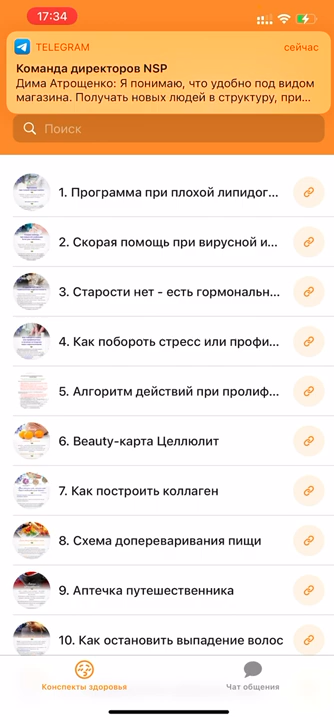 17:34
TELEGRAM
сейчас
Команда директоров NSP
Дима Атрощенко: Я понимаю, что удобно под видом
магазина. Получать новых людей в структуру, при...
Поиск
1. Программа при плохой липидог...
2. Скорая помощь при вирусной и...
3. Старости нет - есть гормональн...
4. Как побороть стресс или профи...
5. Алгоритм действий при пролиф...
6. Beauty-карта Целлюлит
7. Как построить коллаген
8. Схема допереваривания пищи
9. Аптечка путешественника
10. Как остановить выпадение волос
Конспекты здоровья
Чат общения